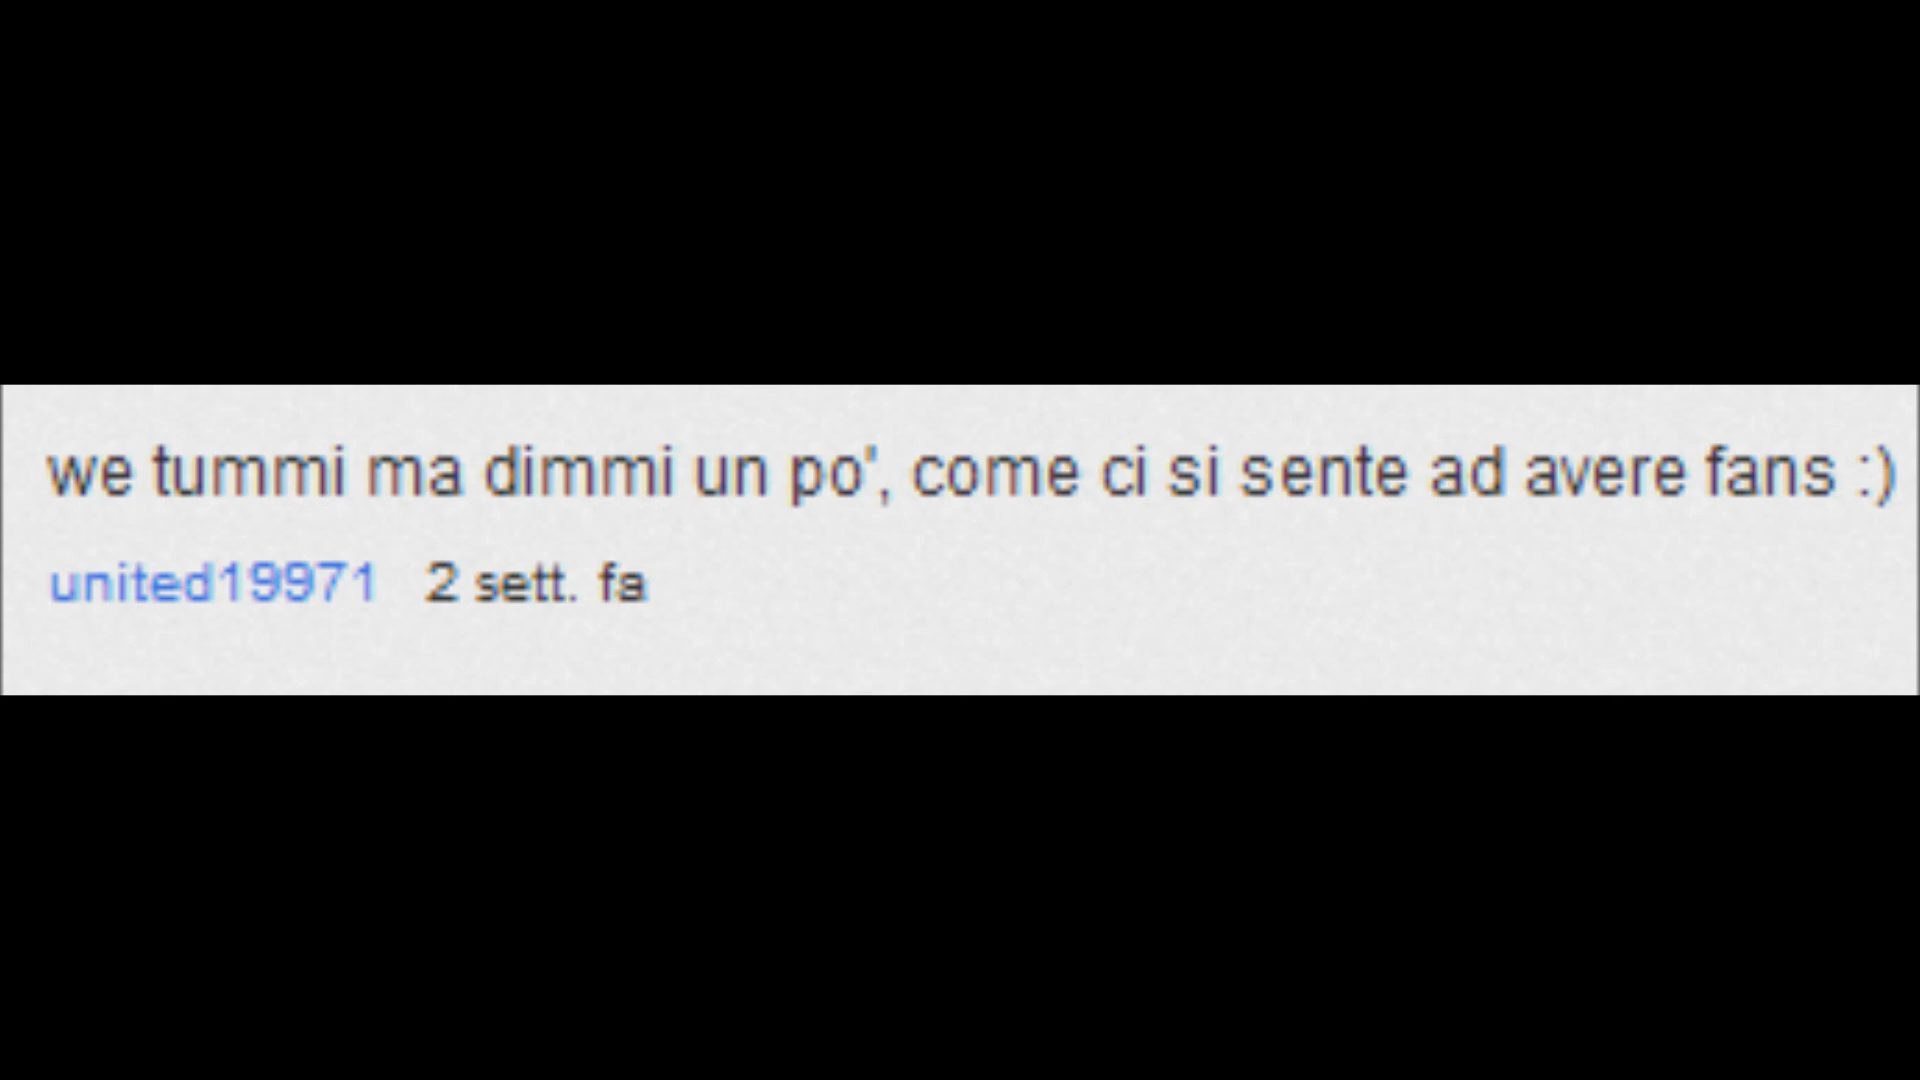 we tummi ma dimmi un po', come ci si sente ad avere fans :)
united19971 2 sett. fa